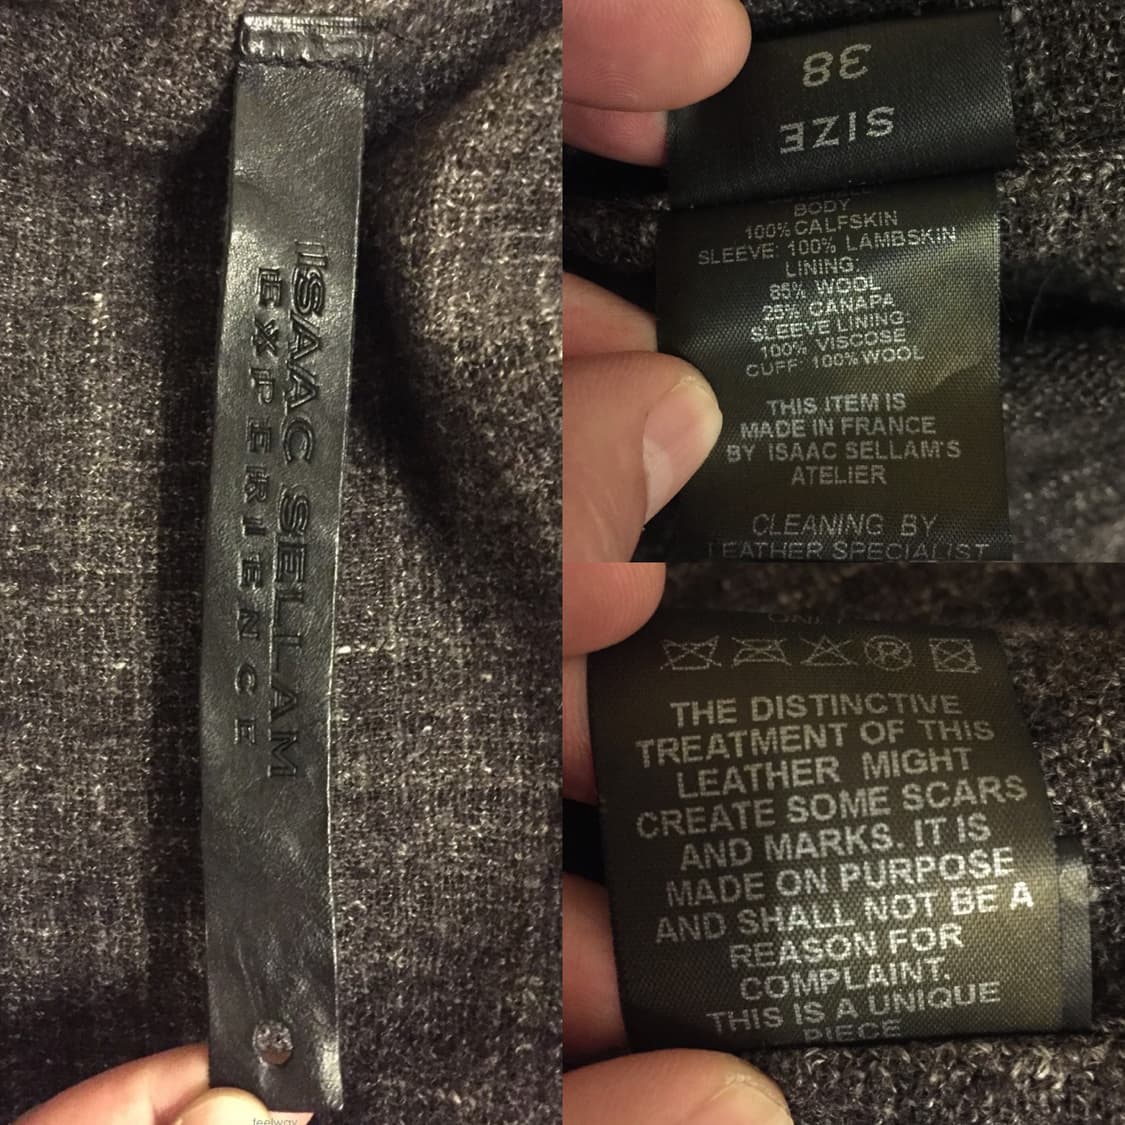 ISAAC SELLAM
EXPERIENCE
feelway
SIZE
38
BODY
100% CALFSKIN
SLEEVE: 100% LAMBSKIN
LINING:
85% WOOL
25% CANAPA
SLEEVE LINING
100% VISCOSE
CUFF: 100% WOOL
THIS ITEM IS
MADE IN FRANCE
BY ISAAC SELLAM'S
ATELIER
CLEANING BY
LEATHER SPECIALIST
ONLY
THE DISTINCTIVE
TREATMENT OF THIS
LEATHER MIGHT
CREATE SOME SCARS
AND MARKS. IT IS
MADE ON PURPOSE
AND SHALL NOT BE A
REASON FOR
COMPLAINT.
THIS IS A UNIQUE
PIECE